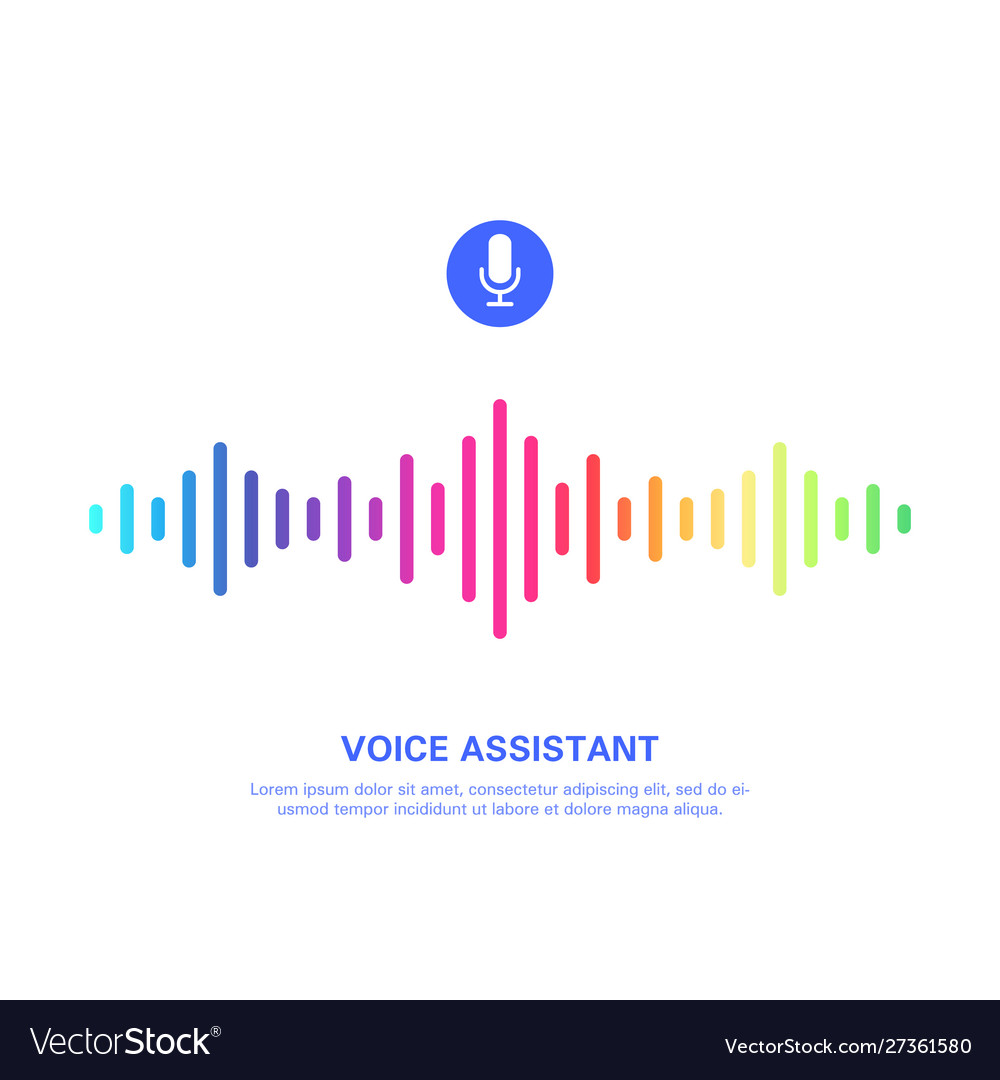 VOICE ASSISTANT
Lorem ipsum dolor sit amet, consectetur adipiscing elit, sed do ei-
usmod tempor incididunt ut labore et dolore magna aliqua.
VectorStock®
VectorStock.com/27361580